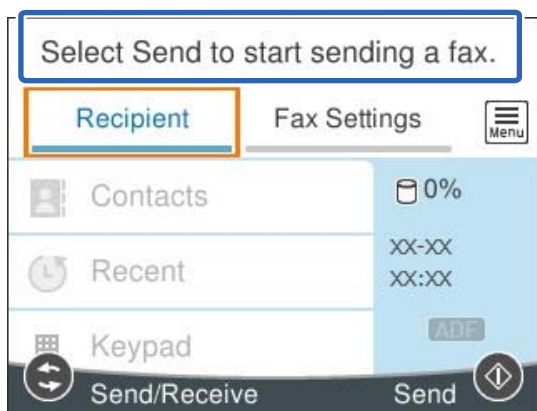 Select Send to start sending a fax.
Recipient Fax Settings Menu
Contacts 0%
XX-XX
Recent XX:XX
Keypad ADF
Send/Receive Send